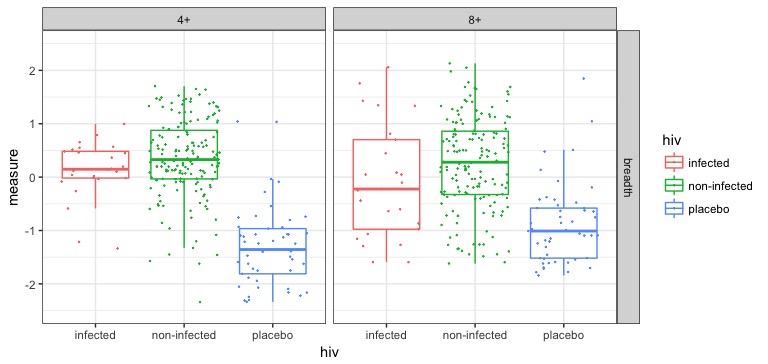 4+
8+
2
1
0
-1
-2
measure
breadth
infected
non-infected
placebo
infected
non-infected
placebo
hiv
hiv
infected
non-infected
placebo